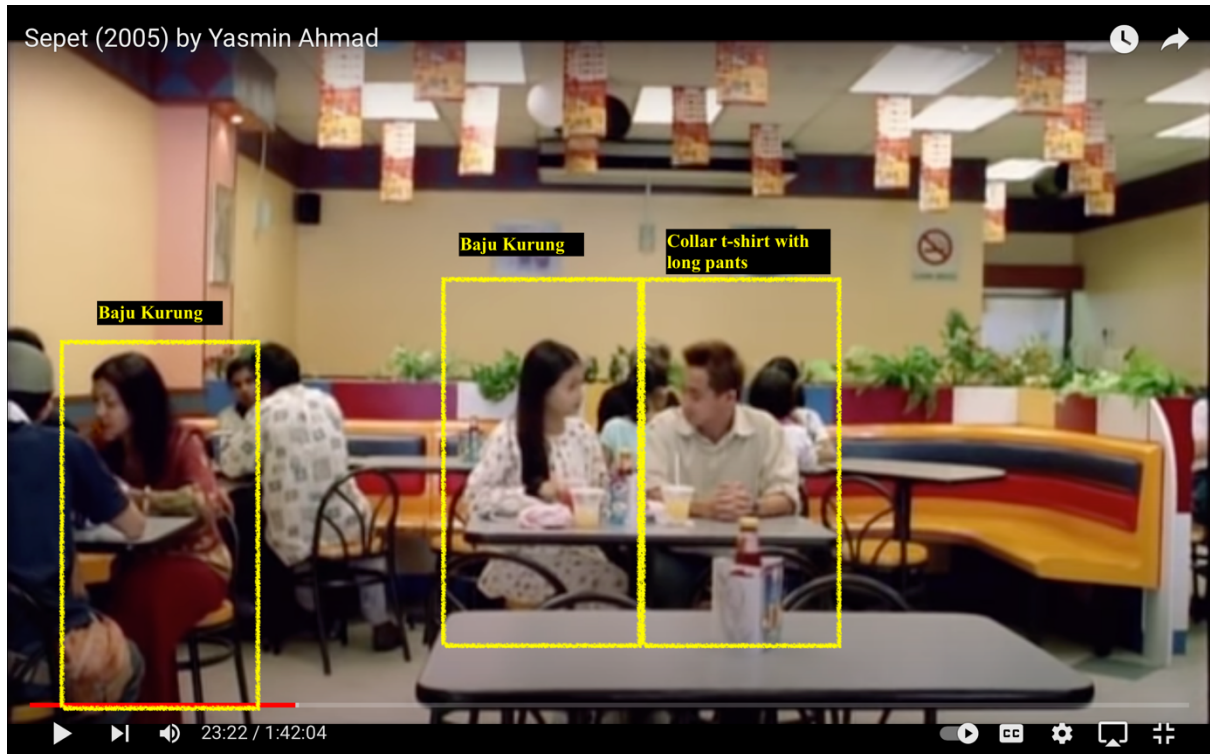 Sepet (2005) by Yasmin Ahmad
Baju Kurung
Collar t-shirt with
long pants
Baju Kurung
23:22 / 1:42:04
CC